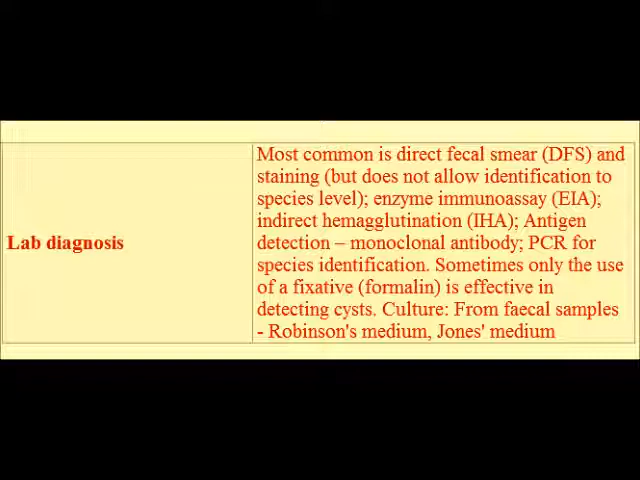 Lab diagnosis
Most common is direct fecal smear (DFS) and
staining (but does not allow identification to
species level); enzyme immunoassay (EIA);
indirect hemagglutination (IHA); Antigen
detection – monoclonal antibody; PCR for
species identification. Sometimes only the use
of a fixative (formalin) is effective in
detecting cysts. Culture: From faecal samples
- Robinson's medium, Jones' medium